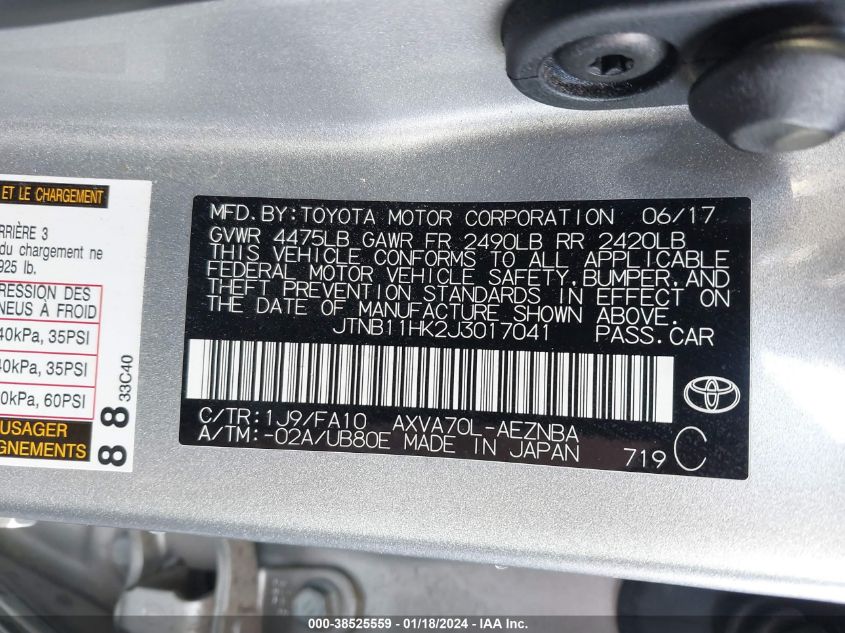 ET LE CHARGEMENT
RRIÈRE 3
du chargement ne
925 lb.
RESSION DES
NEUS À FROID
40kPa, 35PSI
40kPa, 35PSI
0kPa, 60PSI
USAGER
GNEMENTS
8 8 33C40
MFD.BY:TOYOTA MOTOR CORPORATION 06/17
GVWR 4475LB GAWR FR 2490LB RR 2420LB
THIS VEHICLE CONFORMS TO ALL APPLICABLE
FEDERAL MOTOR VEHICLE SAFETY,BUMPER,AND
THEFT PREVENTION STANDARDS IN EFFECT ON
THE DATE OF MANUFACTURE SHOWN ABOVE.
JTNB11HK2J3017041 PASS.CAR
C/TR:1J9/FA10 AXVA70L-AEZNBA
A/TM:-02A/UB80E MADE IN JAPAN 719 C
000-38525559 - 01/18/2024 - IAA Inc.